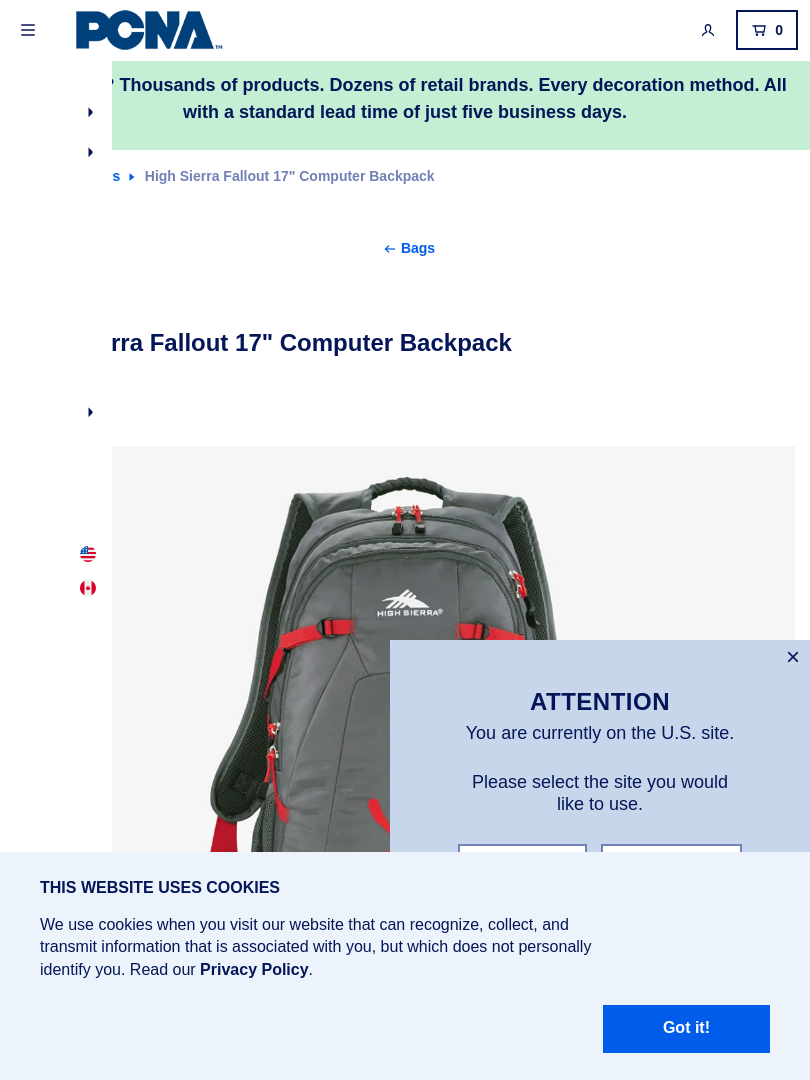 PCNA
TM
0
Thousands of products. Dozens of retail brands. Every decoration method. All
with a standard lead time of just five business days.
High Sierra Fallout 17" Computer Backpack
← Bags
Fallout 17" Computer Backpack
HIGH SIERRA®
ATTENTION
You are currently on the U.S. site.
Please select the site you would
like to use.
THIS WEBSITE USES COOKIES
We use cookies when you visit our website that can recognize, collect, and
transmit information that is associated with you, but which does not personally
identify you. Read our Privacy Policy.
Got it!